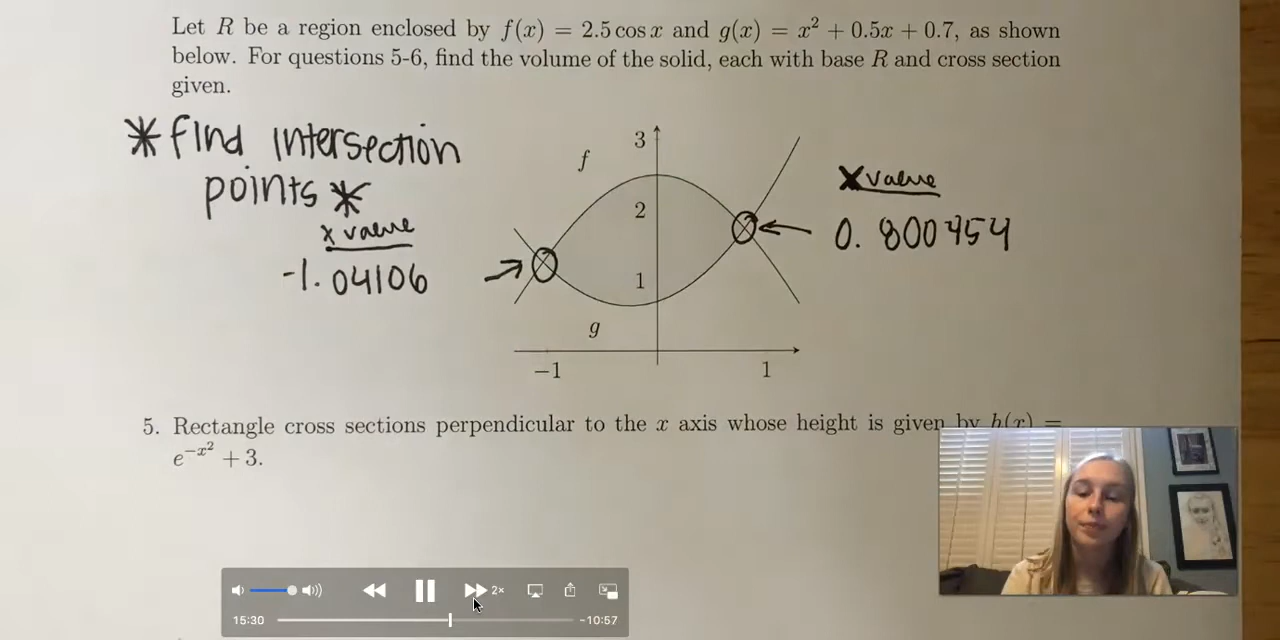 Let R be a region enclosed by f(x) = 2.5 cos x and g(x) = x² + 0.5x + 0.7, as shown
below. For questions 5-6, find the volume of the solid, each with base R and cross section
given.
* find intersection
points *
x value
-1.04106
3
f
2
1
g
−1
1
x value
0.800454
5. Rectangle cross sections perpendicular to the x axis whose height is given by h(x) =
e^{-x²} + 3.
2×
15:30
−10:57